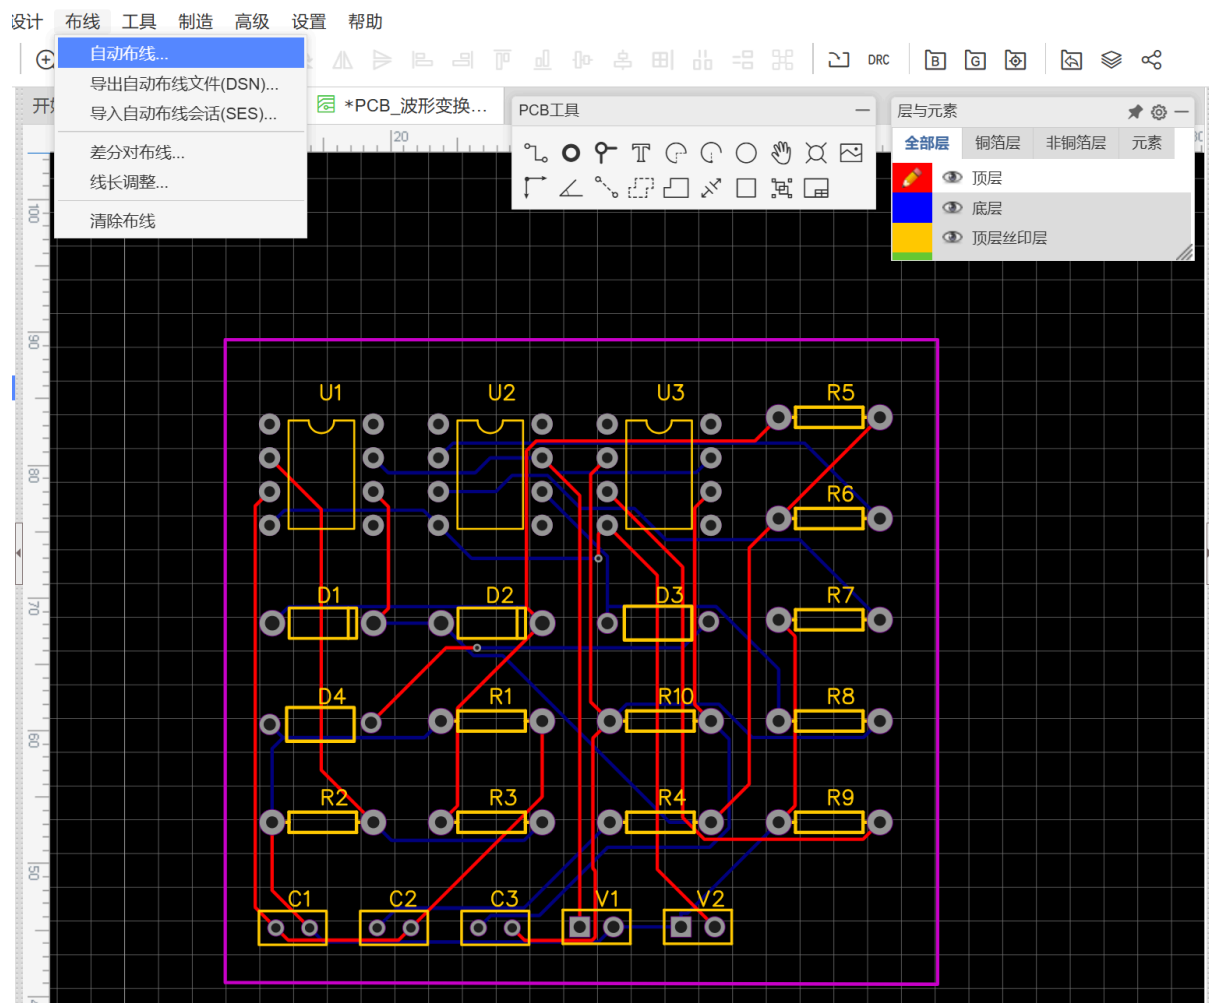 设计 布线 工具 制造 高级 设置 帮助
自动布线...
导出自动布线文件(DSN)...
导入自动布线会话(SES)...
差分对布线...
线长调整...
清除布线
DRC
B G
*PCB_波形变换...
20
PCB工具
T
层与元素
全部层 铜箔层 非铜箔层 元素
顶层
底层
顶层丝印层
100
90
80
70
60
50
U1 U2 U3 R5
R6
D1 D2 D3 R7
D4 R1 R10 R8
R2 R3 R4 R9
C1 C2 C3 V1 V2